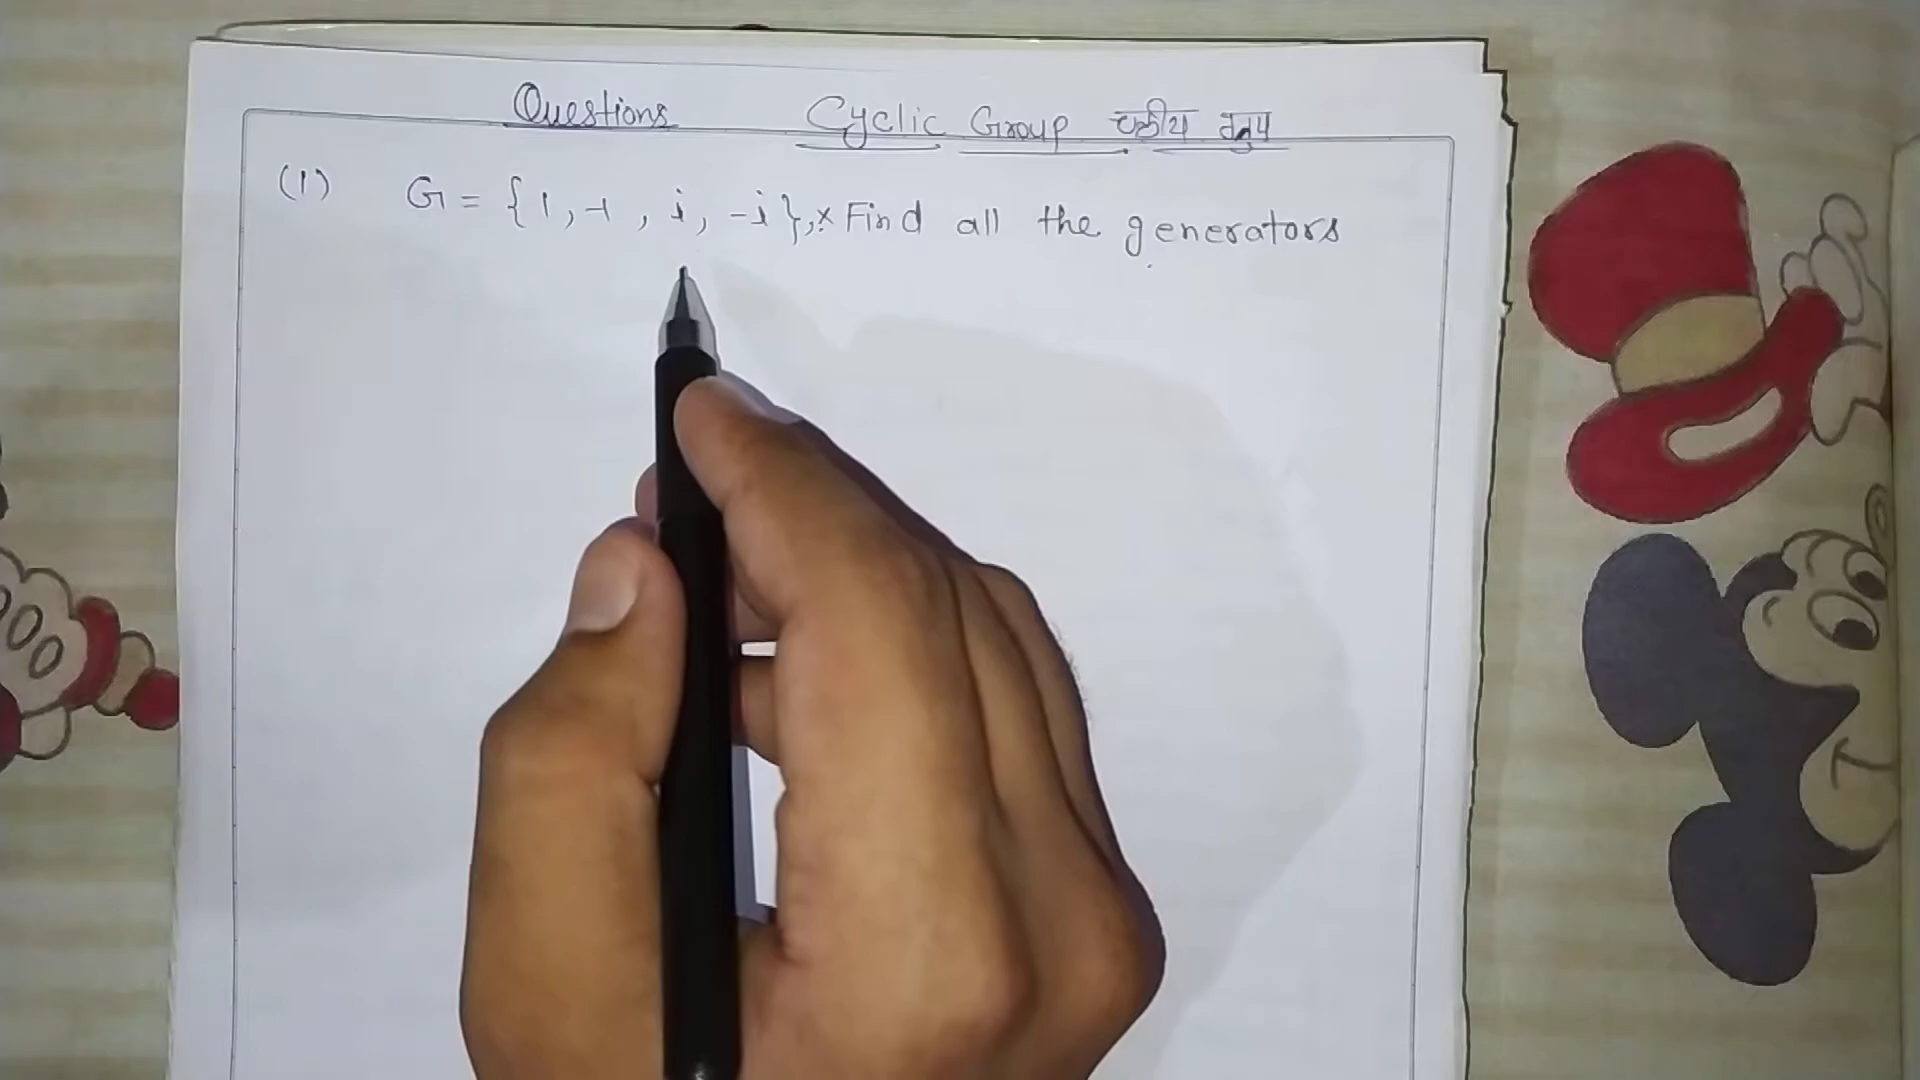 Questions Cyclic Group चक्रीय समूह
(1) G = {1, -1, i, -i}, × Find all the generators